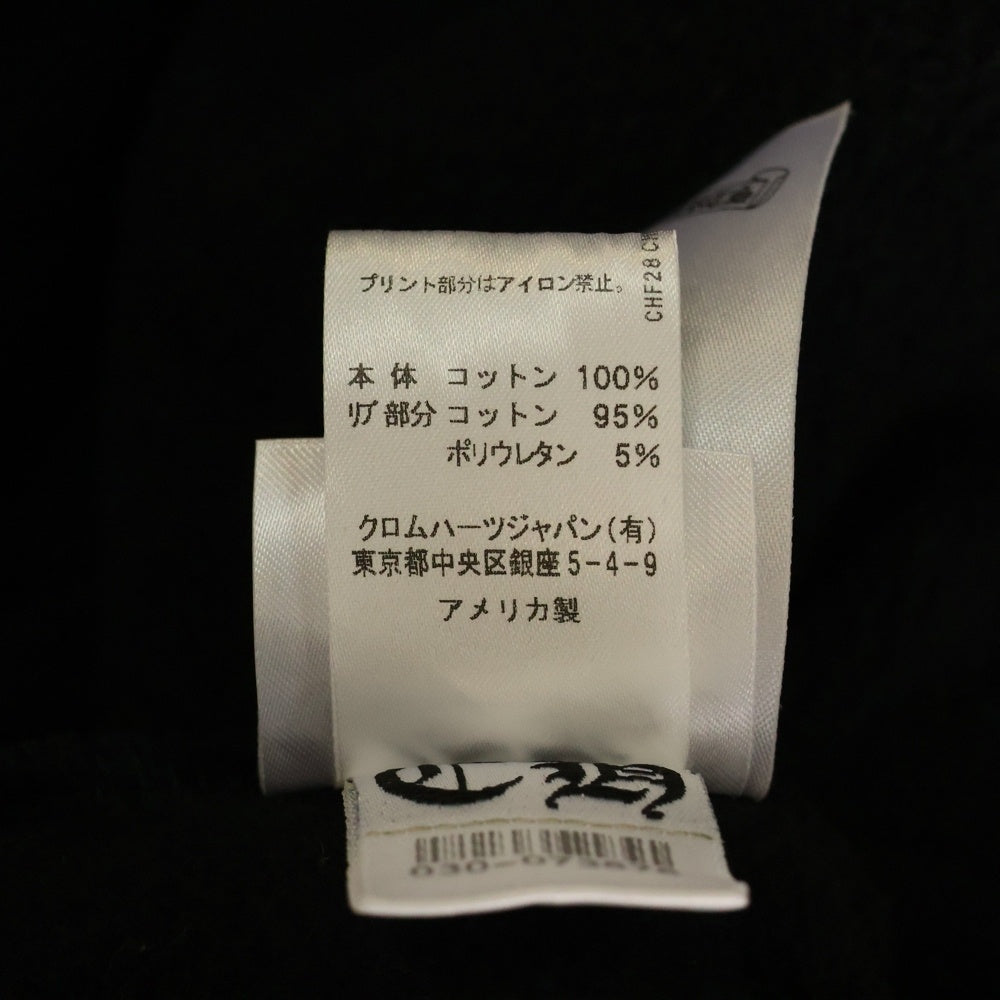 プリント部分はアイロン禁止。
CHF28 CH
本体 コットン 100%
リブ部分 コットン 95%
ポリウレタン 5%
クロムハーツジャパン(有)
東京都中央区銀座5-4-9
アメリカ製